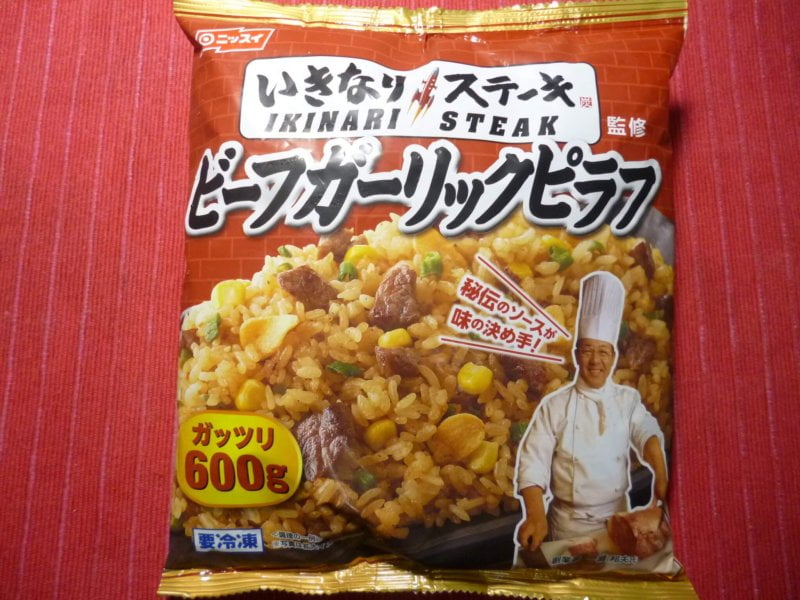 ニッスイ
いきなりステーキ
炭
IKINARI STEAK
監修
ビーフガーリックピラフ
秘伝のソースが
味の決め手!
ガッツリ
600g
要冷凍